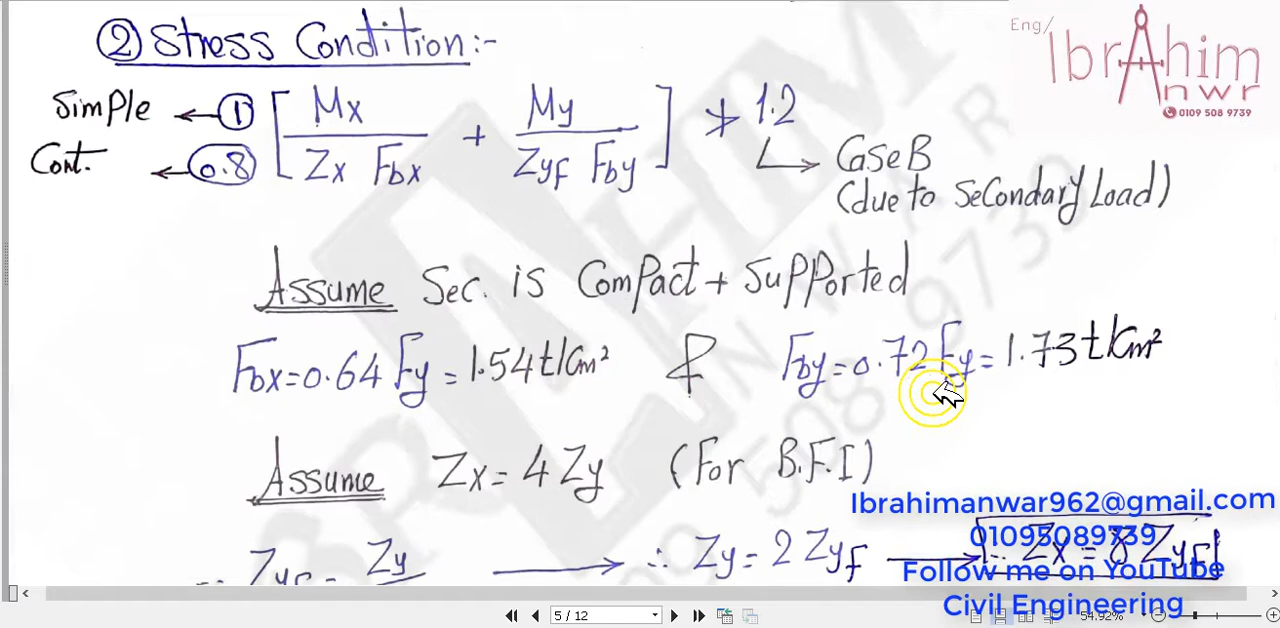 ② Stress Condition:-
Eng/
IbrAhim
Anwr
0109 508 9739
Simple ← ① [ Mx / Zx Fbx + My / Zyf Fby ] ≯ 1.2
Cont. ← 0.8
↳ Case B
(due to Secondary Load)
Assume Sec. is Compact + Supported
Fbx = 0.64 Fy = 1.54 t/cm² & Fby = 0.72 Fy = 1.73 t/cm²
Assume Zx = 4 Zy (For B.F.I)
Ibrahimanwar962@gmail.com
01095089739
∴ Zy = 2 Zyf → ∴ Zx = 8 Zyf
Follow me on YouTube
Civil Engineering
5 / 12
54.92%